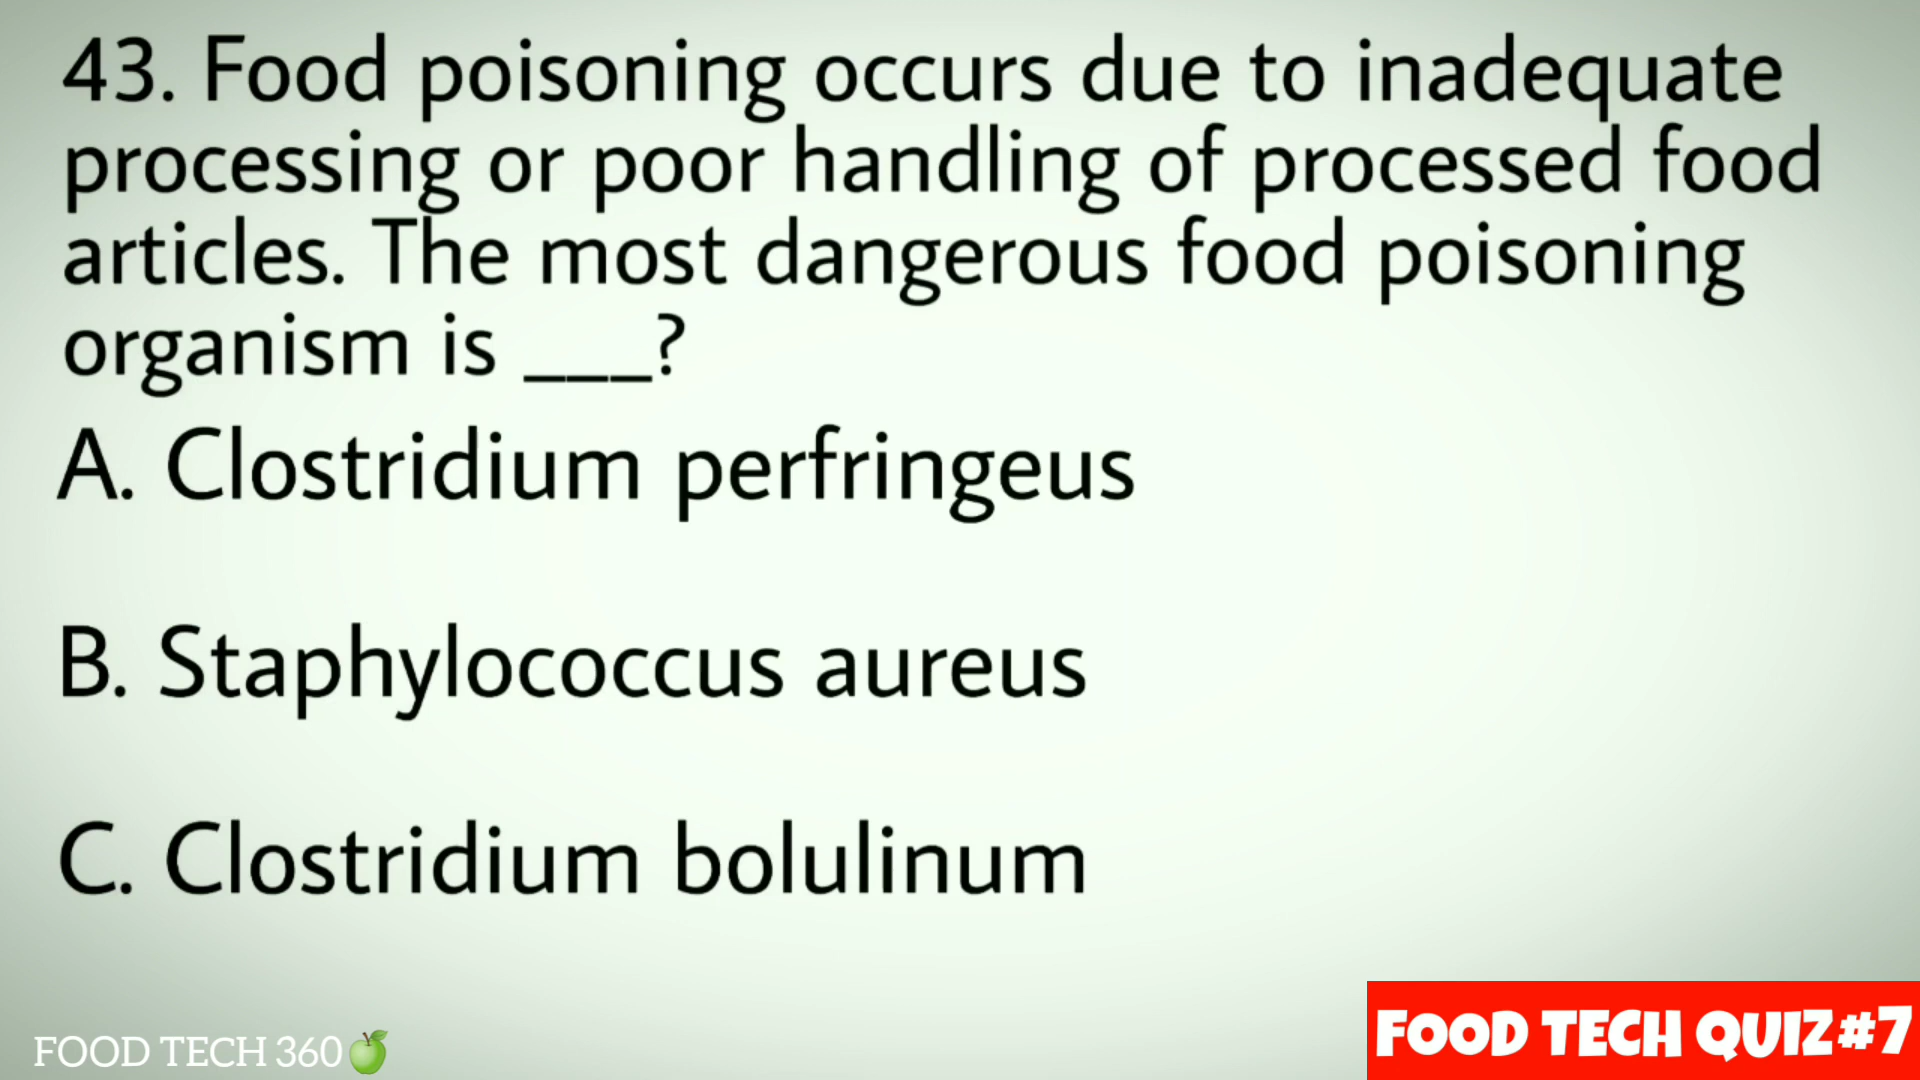 43. Food poisoning occurs due to inadequate
processing or poor handling of processed food
articles. The most dangerous food poisoning
organism is ___?
A. Clostridium perfringeus
B. Staphylococcus aureus
C. Clostridium bolulinum
FOOD TECH 360
FOOD TECH QUIZ#7